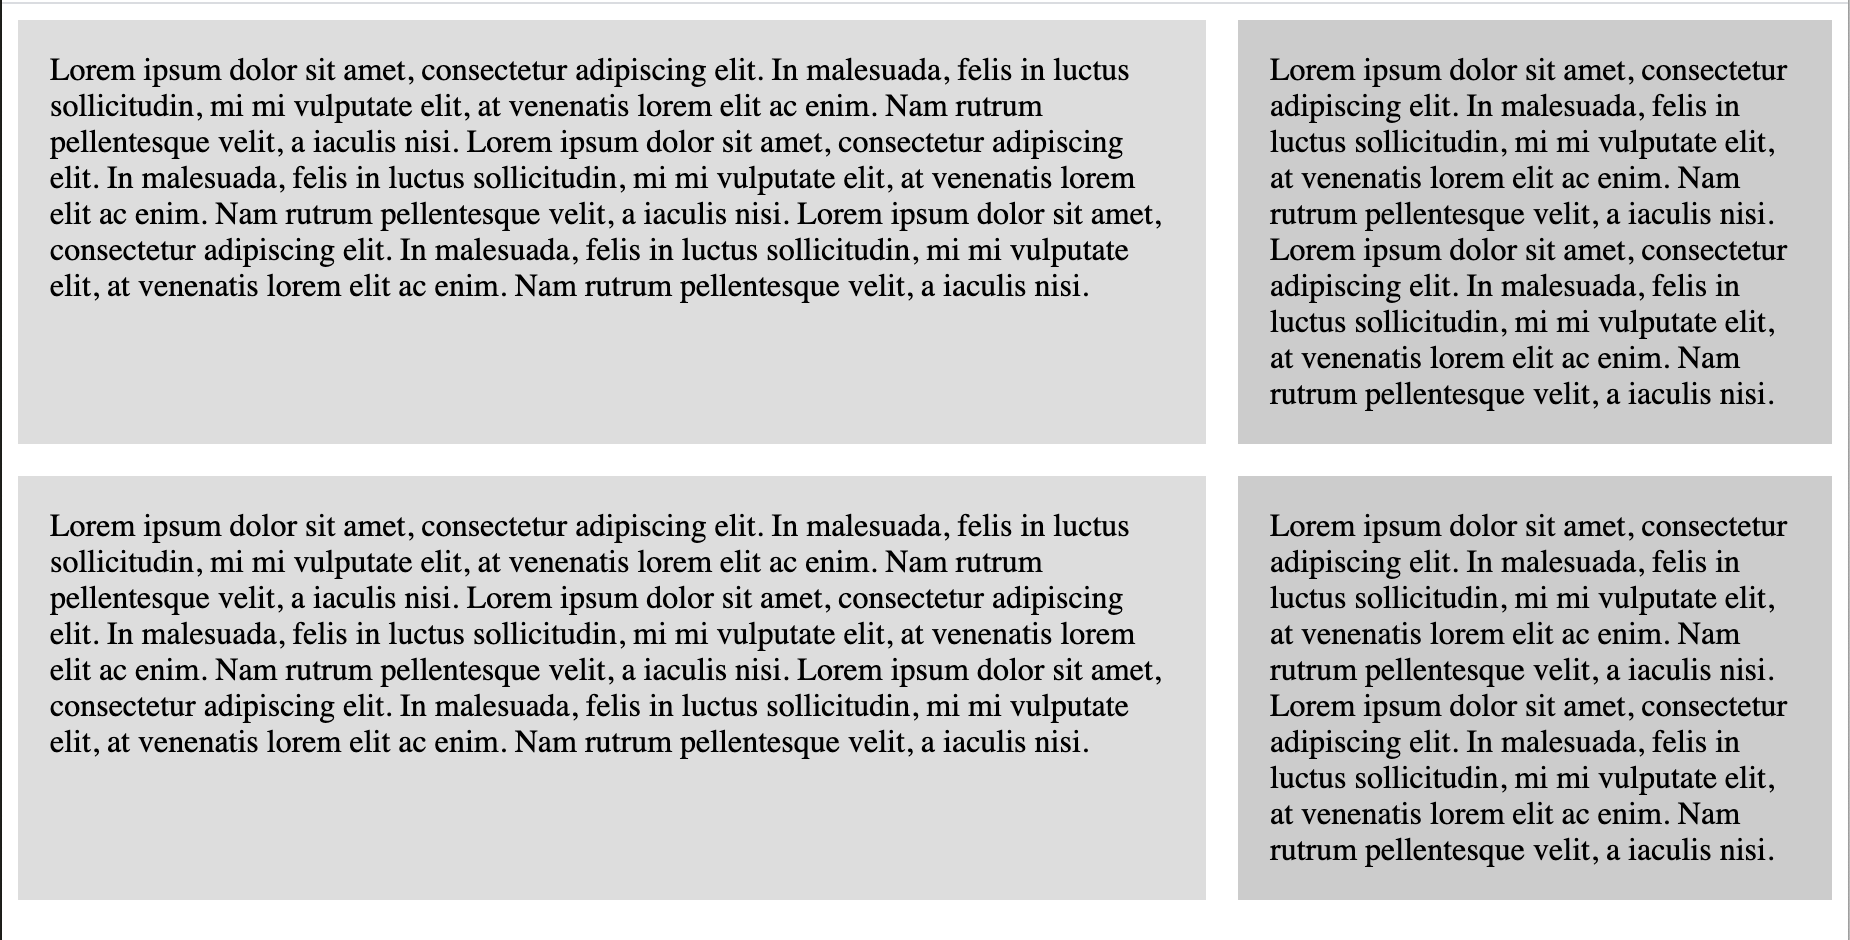 Lorem ipsum dolor sit amet, consectetur adipiscing elit. In malesuada, felis in luctus
sollicitudin, mi mi vulputate elit, at venenatis lorem elit ac enim. Nam rutrum
pellentesque velit, a iaculis nisi. Lorem ipsum dolor sit amet, consectetur adipiscing
elit. In malesuada, felis in luctus sollicitudin, mi mi vulputate elit, at venenatis lorem
elit ac enim. Nam rutrum pellentesque velit, a iaculis nisi. Lorem ipsum dolor sit amet,
consectetur adipiscing elit. In malesuada, felis in luctus sollicitudin, mi mi vulputate
elit, at venenatis lorem elit ac enim. Nam rutrum pellentesque velit, a iaculis nisi.
Lorem ipsum dolor sit amet, consectetur
adipiscing elit. In malesuada, felis in
luctus sollicitudin, mi mi vulputate elit,
at venenatis lorem elit ac enim. Nam
rutrum pellentesque velit, a iaculis nisi.
Lorem ipsum dolor sit amet, consectetur
adipiscing elit. In malesuada, felis in
luctus sollicitudin, mi mi vulputate elit,
at venenatis lorem elit ac enim. Nam
rutrum pellentesque velit, a iaculis nisi.
Lorem ipsum dolor sit amet, consectetur adipiscing elit. In malesuada, felis in luctus
sollicitudin, mi mi vulputate elit, at venenatis lorem elit ac enim. Nam rutrum
pellentesque velit, a iaculis nisi. Lorem ipsum dolor sit amet, consectetur adipiscing
elit. In malesuada, felis in luctus sollicitudin, mi mi vulputate elit, at venenatis lorem
elit ac enim. Nam rutrum pellentesque velit, a iaculis nisi. Lorem ipsum dolor sit amet,
consectetur adipiscing elit. In malesuada, felis in luctus sollicitudin, mi mi vulputate
elit, at venenatis lorem elit ac enim. Nam rutrum pellentesque velit, a iaculis nisi.
Lorem ipsum dolor sit amet, consectetur
adipiscing elit. In malesuada, felis in
luctus sollicitudin, mi mi vulputate elit,
at venenatis lorem elit ac enim. Nam
rutrum pellentesque velit, a iaculis nisi.
Lorem ipsum dolor sit amet, consectetur
adipiscing elit. In malesuada, felis in
luctus sollicitudin, mi mi vulputate elit,
at venenatis lorem elit ac enim. Nam
rutrum pellentesque velit, a iaculis nisi.